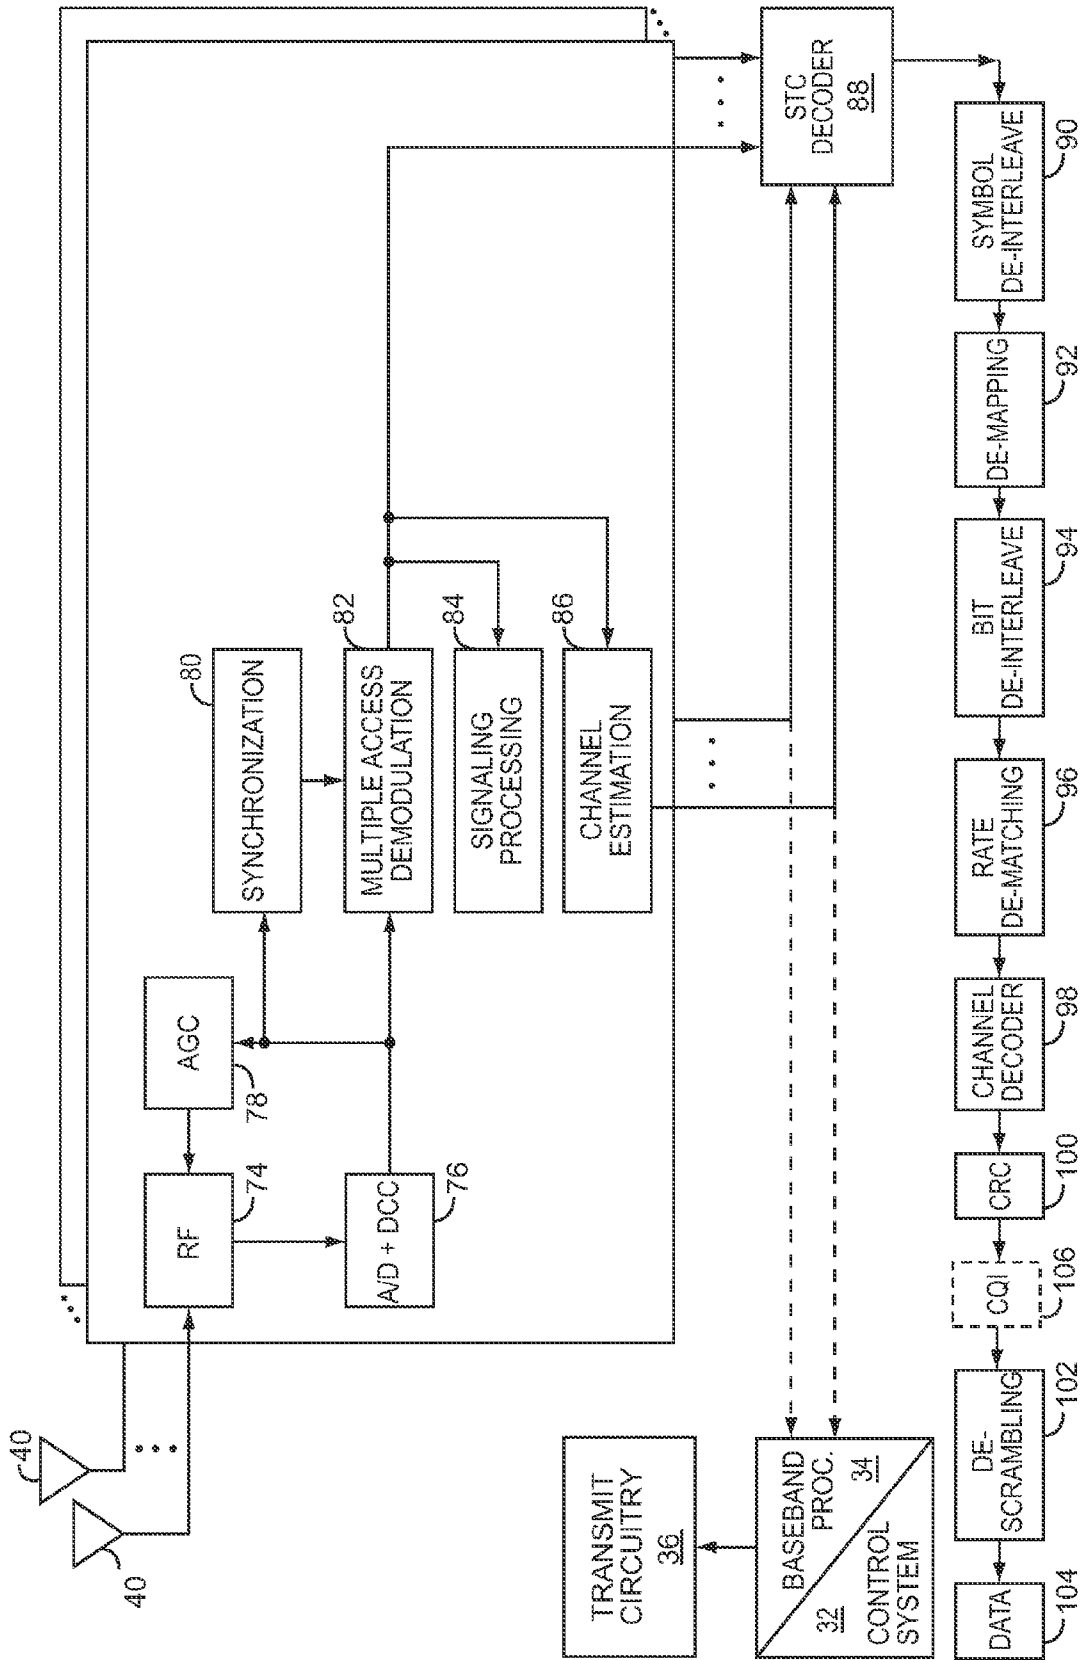 40
40
RF
74
AGC
78
A/D + DCC
76
SYNCHRONIZATION
80
MULTIPLE ACCESS
DEMODULATION
82
SIGNALING
PROCESSING
84
CHANNEL
ESTIMATION
86
TRANSMIT
CIRCUITRY
36
BASEBAND
PROC.
34
32
CONTROL
SYSTEM
STC
DECODER
88
SYMBOL
DE-INTERLEAVE
90
DE-MAPPING
92
BIT
DE-INTERLEAVE
94
RATE
DE-MATCHING
96
CHANNEL
DECODER
98
CRC
100
CQI
106
DE-
SCRAMBLING
102
DATA
104